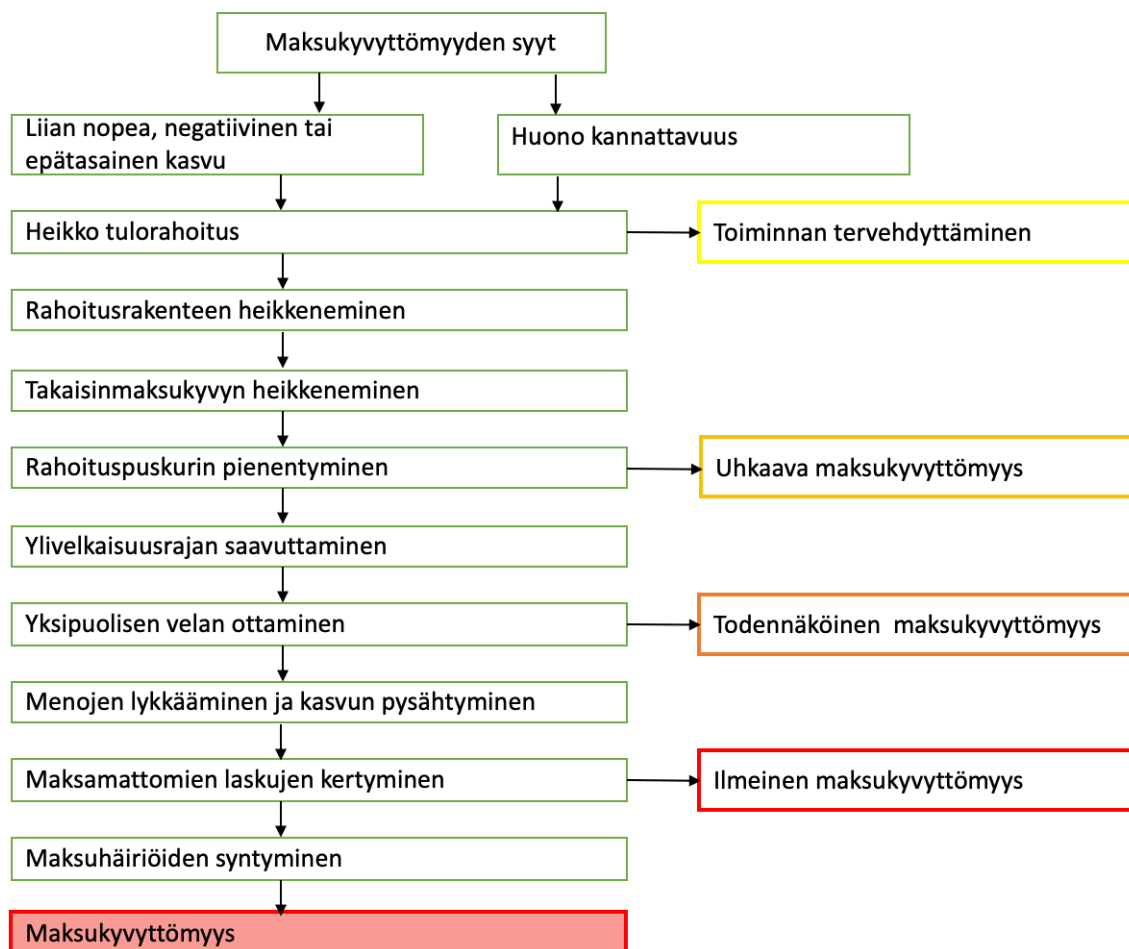 Maksukyvyttömyyden syyt
Liian nopea, negatiivinen tai
epätasainen kasvu
Huono kannattavuus
Heikko tulorahoitus
Toiminnan tervehdyttäminen
Rahoitusrakenteen heikkeneminen
Takaisinmaksukyvyn heikkeneminen
Rahoituspuskurin pienentyminen
Uhkaava maksukyvyttömyys
Ylivelkaisuusrajan saavuttaminen
Yksipuolisen velan ottaminen
Todennäköinen maksukyvyttömyys
Menojen lykkääminen ja kasvun pysähtyminen
Maksamattomien laskujen kertyminen
Ilmeinen maksukyvyttömyys
Maksuhäiriöiden syntyminen
Maksukyvyttömyys